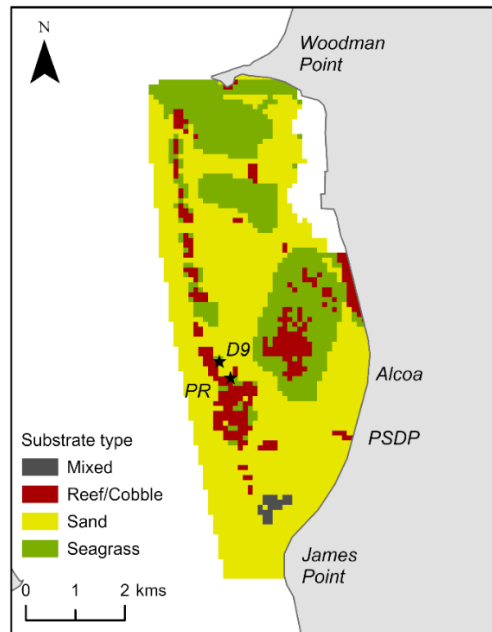 N
Woodman
Point
D9
PR
Alcoa
PSDP
Substrate type
Mixed
Reef/Cobble
Sand
Seagrass
James
Point
0 1 2 kms